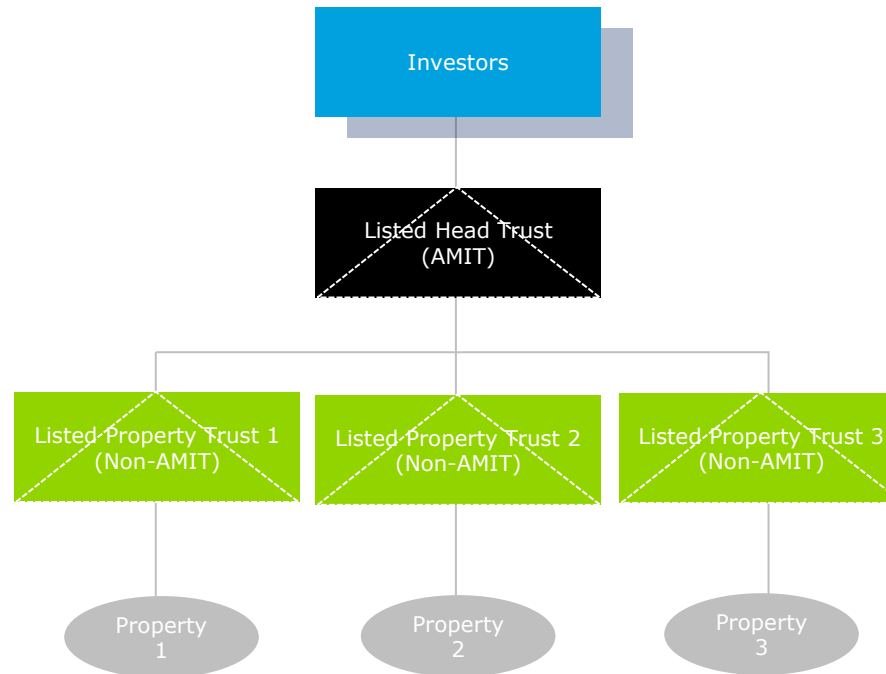 Investors
Listed Head Trust
(AMIT)
Listed Property Trust 1
(Non-AMIT)
Listed Property Trust 2
(Non-AMIT)
Listed Property Trust 3
(Non-AMIT)
Property
1
Property
2
Property
3